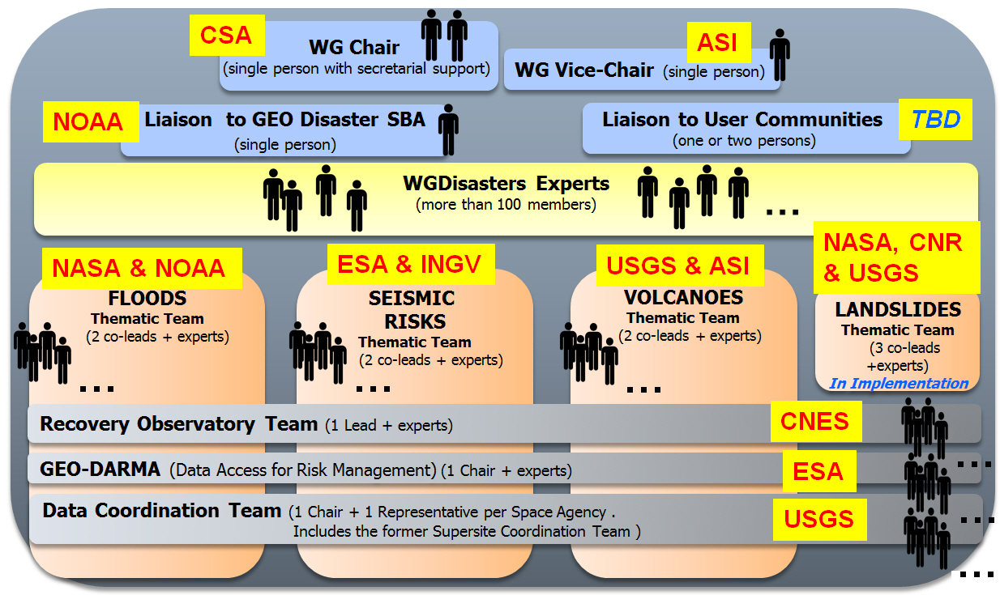 CSA
WG Chair
(single person with secretarial support)
ASI
WG Vice-Chair (single person)
NOAA
Liaison to GEO Disaster SBA
(single person)
Liaison to User Communities
(one or two persons)
TBD
WGDisasters Experts
(more than 100 members)
...
NASA & NOAA
FLOODS
Thematic Team
(2 co-leads + experts)
...
ESA & INGV
SEISMIC
RISKS
Thematic Team
(2 co-leads + experts)
...
USGS & ASI
VOLCANOES
Thematic Team
(2 co-leads + experts)
...
NASA, CNR
& USGS
LANDSLIDES
Thematic Team
(3 co-leads
+experts)
In Implementation
Recovery Observatory Team (1 Lead + experts)
CNES
...
GEO-DARMA (Data Access for Risk Management) (1 Chair + experts)
ESA
...
Data Coordination Team (1 Chair + 1 Representative per Space Agency .
Includes the former Supersite Coordination Team )
USGS
...